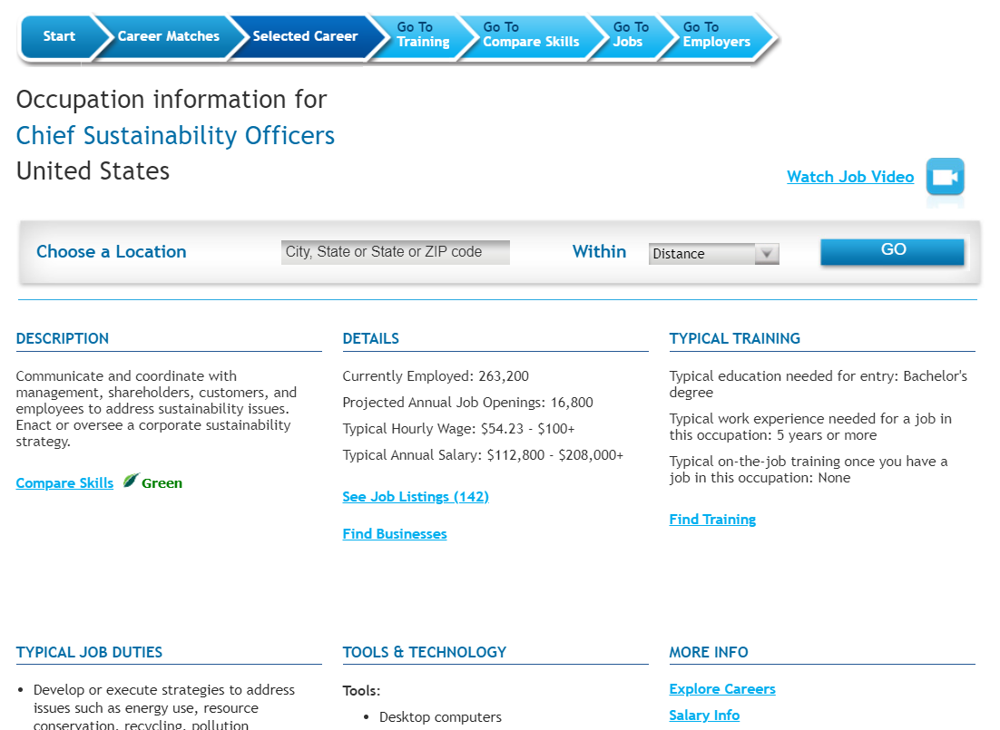 Start
Career Matches
Selected Career
Go To
Training
Go To
Compare Skills
Go To
Jobs
Go To
Employers
Occupation information for
Chief Sustainability Officers
United States
Watch Job Video
Choose a Location
City, State or State or ZIP code
Within
Distance
GO
DESCRIPTION
Communicate and coordinate with
management, shareholders, customers, and
employees to address sustainability issues.
Enact or oversee a corporate sustainability
strategy.
Compare Skills
Green
DETAILS
Currently Employed: 263,200
Projected Annual Job Openings: 16,800
Typical Hourly Wage: $54.23 - $100+
Typical Annual Salary: $112,800 - $208,000+
See Job Listings (142)
Find Businesses
TYPICAL TRAINING
Typical education needed for entry: Bachelor's
degree
Typical work experience needed for a job in
this occupation: 5 years or more
Typical on-the-job training once you have a
job in this occupation: None
Find Training
TYPICAL JOB DUTIES
• Develop or execute strategies to address
issues such as energy use, resource
conservation, recycling, pollution
TOOLS & TECHNOLOGY
Tools:
• Desktop computers
MORE INFO
Explore Careers
Salary Info